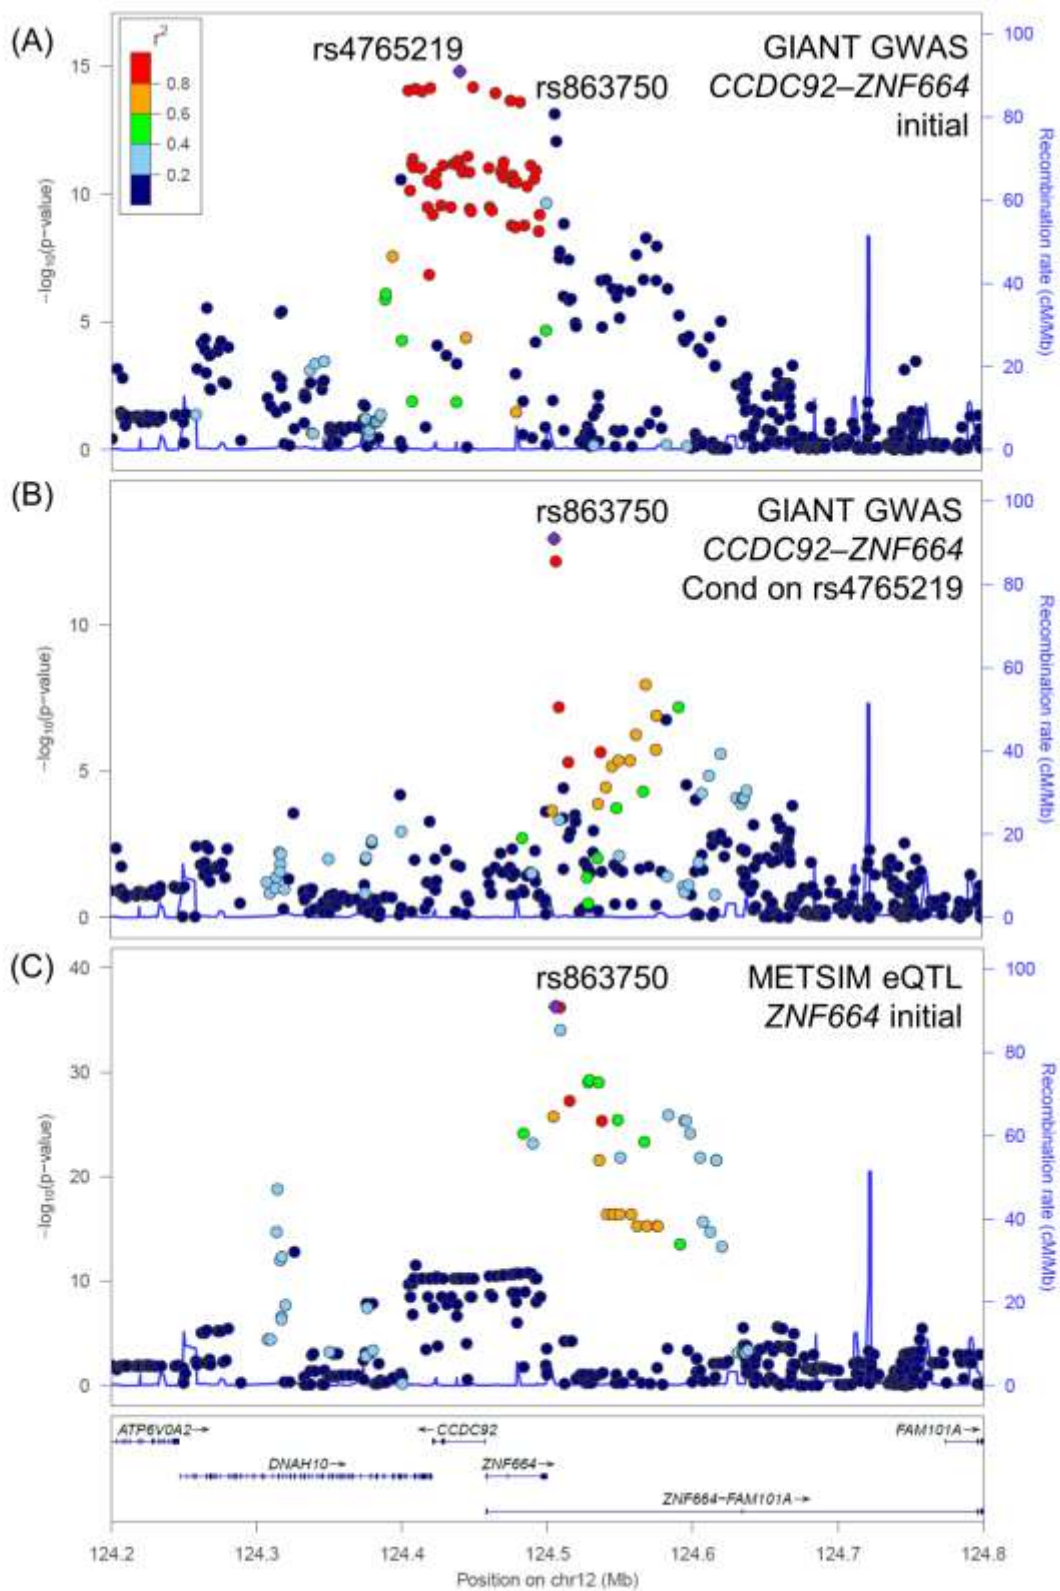 (A)
r²
0.8
0.6
0.4
0.2
rs4765219
rs863750
GIANT GWAS
CCDC92–ZNF664
initial
15
10
5
0
−log₁₀(p−value)
100
80
60
40
20
0
Recombination rate (cM/Mb)
(B)
rs863750
GIANT GWAS
CCDC92–ZNF664
Cond on rs4765219
10
5
0
−log₁₀(p−value)
100
80
60
40
20
0
Recombination rate (cM/Mb)
(C)
rs863750
METSIM eQTL
ZNF664 initial
40
30
20
10
0
−log₁₀(p−value)
100
80
60
40
20
0
Recombination rate (cM/Mb)
ATP6V0A2→
←CCDC92
FAM101A→
DNAH10→
ZNF664→
ZNF664−FAM101A→
124.2 124.3 124.4 124.5 124.6 124.7 124.8
Position on chr12 (Mb)